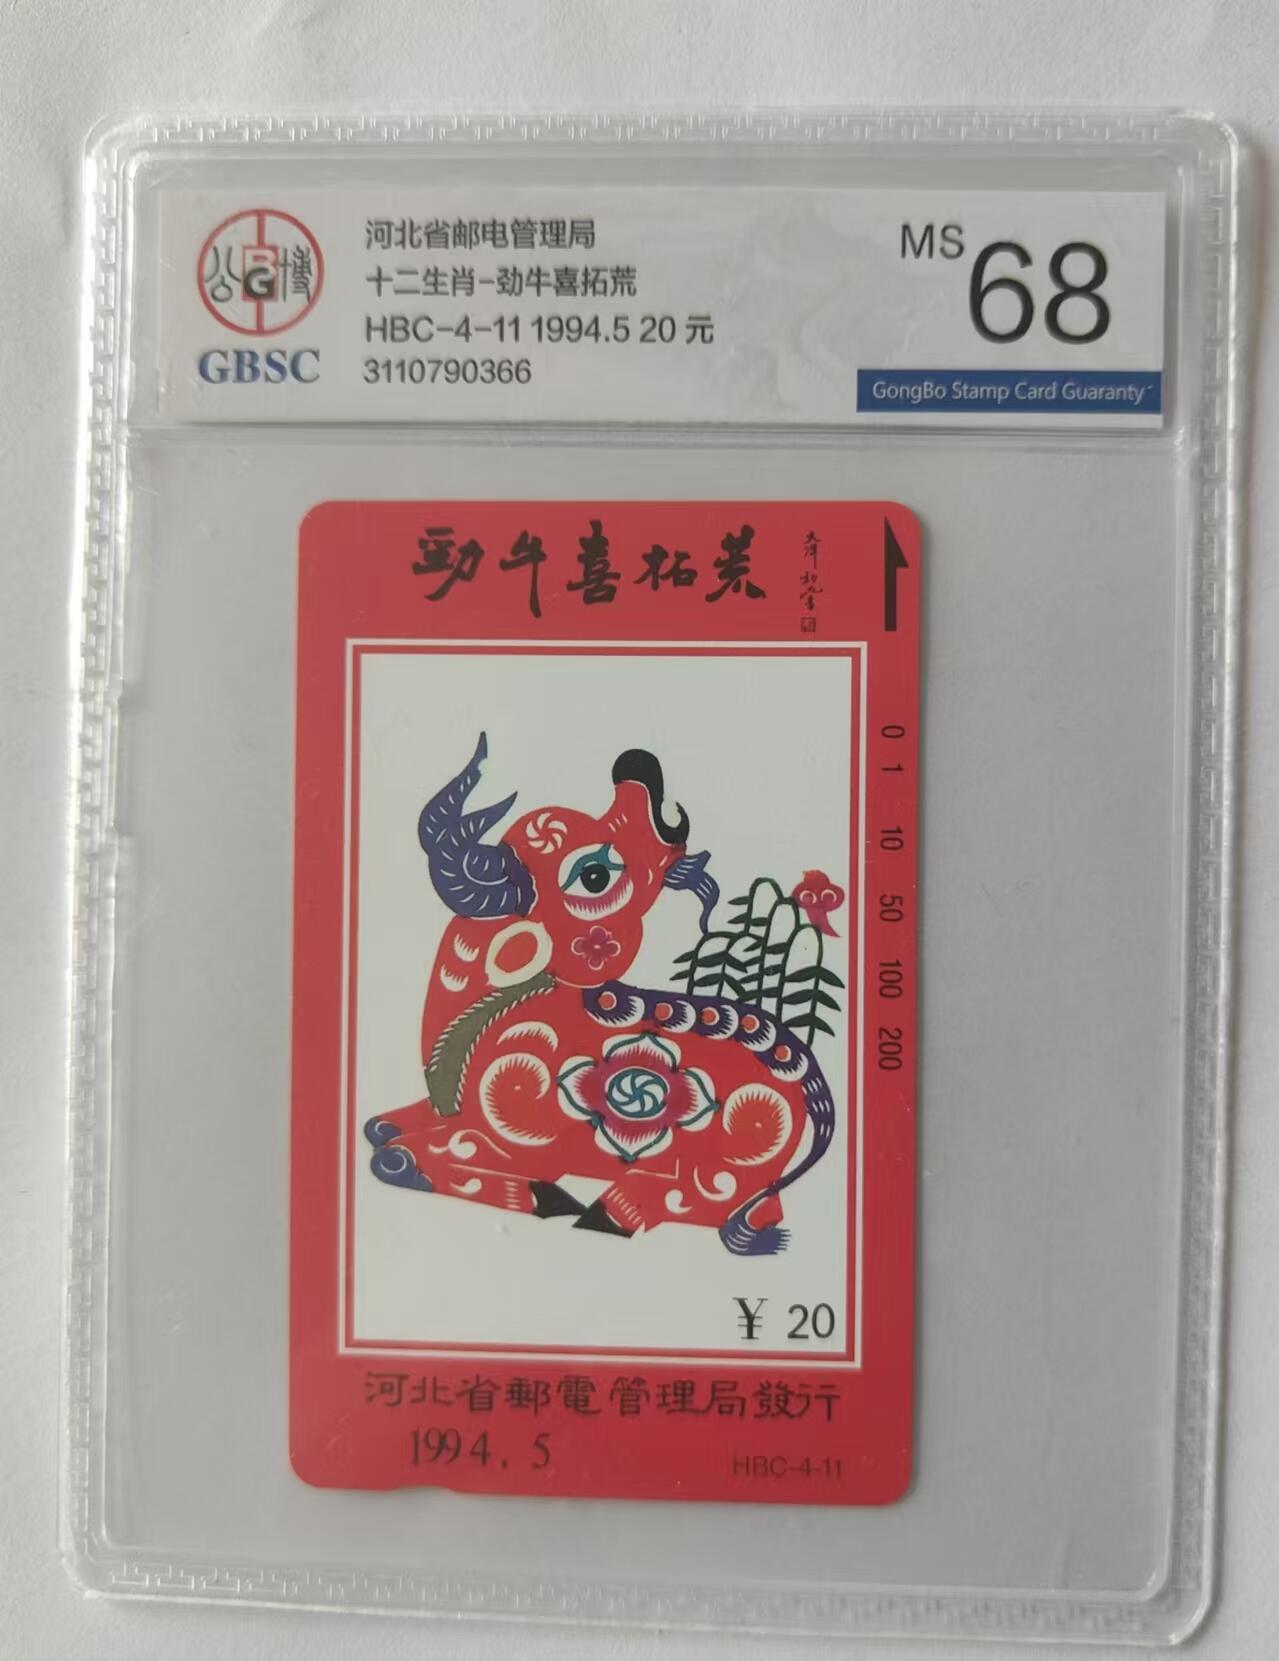 公博
BG
GBSC
河北省邮电管理局
十二生肖-劲牛喜拓荒
HBC-4-11 1994.5 20 元
3110790366
MS 68
GongBo Stamp Card Guaranty
勁牛喜拓荒
0
1
10
50
100
200
¥ 20
河北省郵電管理局發行
1994.5
HBC-4-11